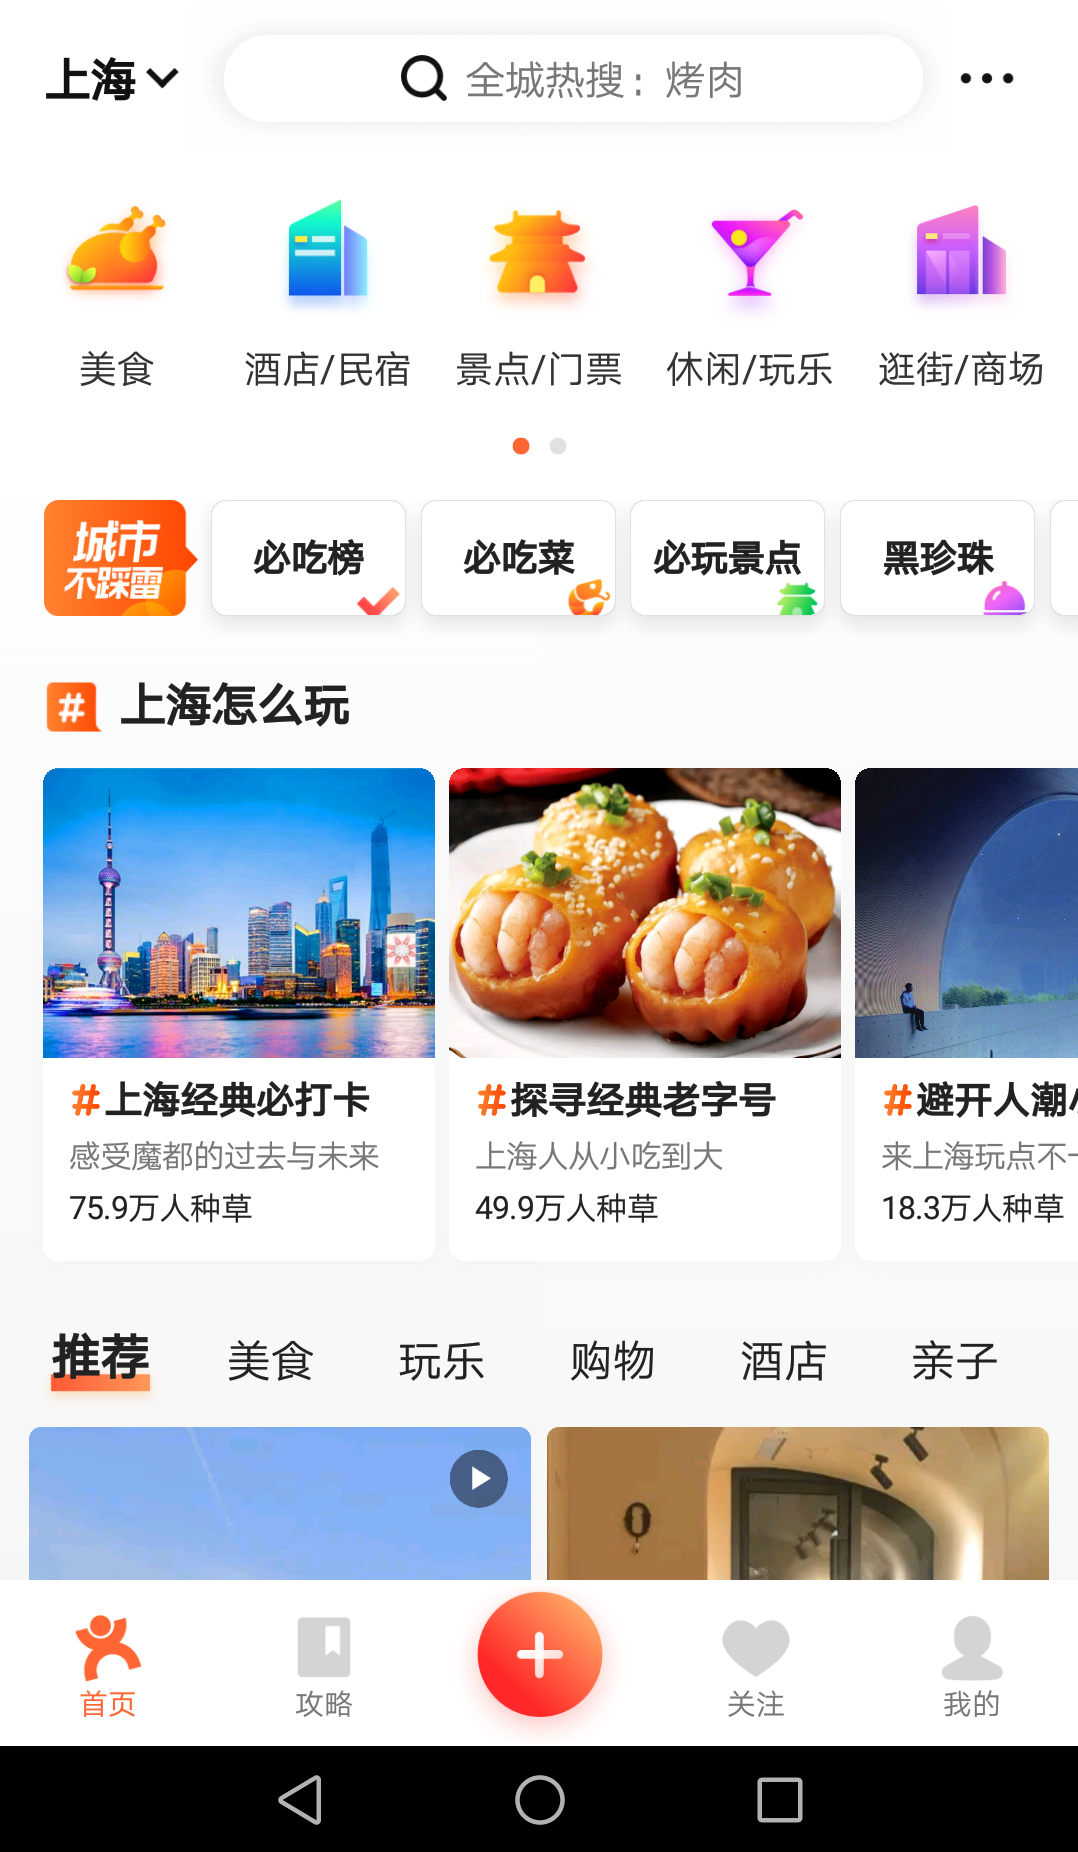 上海
全城热搜：烤肉
美食
酒店/民宿
景点/门票
休闲/玩乐
逛街/商场
城市
不踩雷
必吃榜
必吃菜
必玩景点
黑珍珠
# 上海怎么玩
#上海经典必打卡
感受魔都的过去与未来
75.9万人种草
#探寻经典老字号
上海人从小吃到大
49.9万人种草
#避开人潮
来上海玩点不
18.3万人种草
推荐
美食
玩乐
购物
酒店
亲子
首页
攻略
关注
我的